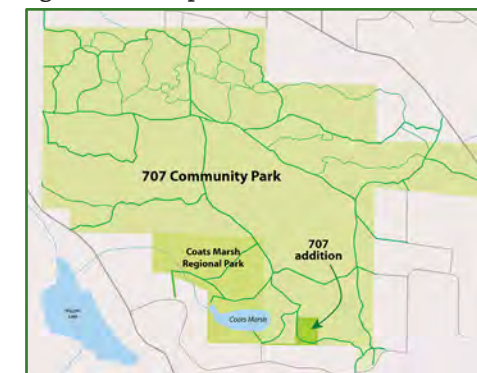 707 Community Park
707
addition
Coats Marsh
Regional Park
Coats Marsh